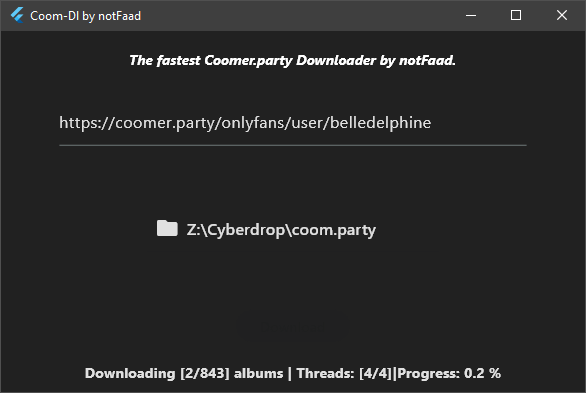 Coom-Dl by notFaad
The fastest Coomer.party Downloader by notFaad.
https://coomer.party/onlyfans/user/belledelphine
Z:\Cyberdrop\coom.party
Downloading [2/843] albums | Threads: [4/4]|Progress: 0.2 %